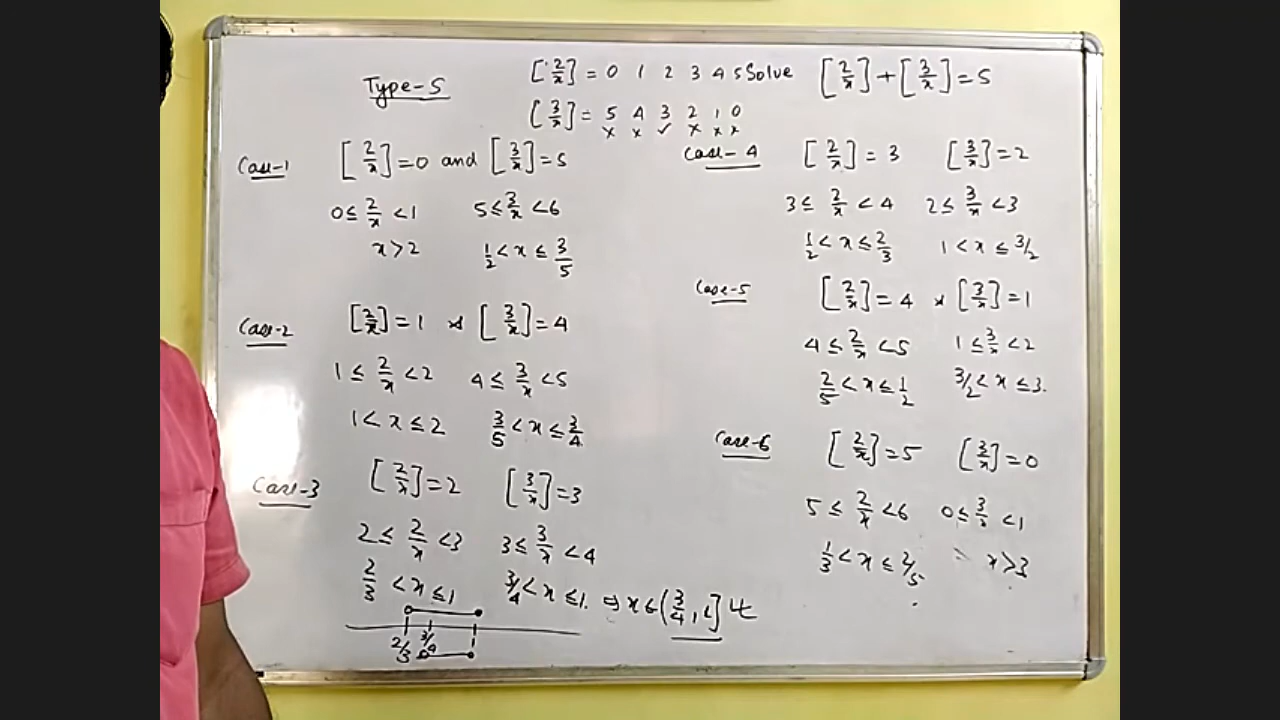 Type-5
[2/x] = 0 1 2 3 4 5 Solve [2/x] + [3/x] = 5
[3/x] = 5 4 3 2 1 0
x x ✓ x x x
Case-1 [2/x] = 0 and [3/x] = 5
0 ≤ 2/x < 1 5 ≤ 3/x < 6
x > 2 1/2 < x ≤ 3/5
Case-2 [2/x] = 1 & [3/x] = 4
1 ≤ 2/x < 2 4 ≤ 3/x < 5
1 < x ≤ 2 3/5 < x ≤ 3/4
Case-3 [2/x] = 2 [3/x] = 3
2 ≤ 2/x < 3 3 ≤ 3/x < 4
2/3 < x ≤ 1 3/4 < x ≤ 1. ⇒ x ∈ (3/4, 1]
2/3 3/4
Case-4 [2/x] = 3 [3/x] = 2
3 ≤ 2/x < 4 2 ≤ 3/x < 3
1/2 < x ≤ 2/3 1 < x ≤ 3/2
Case-5 [2/x] = 4 & [3/x] = 1
4 ≤ 2/x < 5 1 ≤ 3/x < 2
2/5 < x ≤ 1/2 3/2 < x ≤ 3.
Case-6 [2/x] = 5 [3/x] = 0
5 ≤ 2/x < 6 0 ≤ 3/x < 1
1/3 < x ≤ 2/5 x > 3